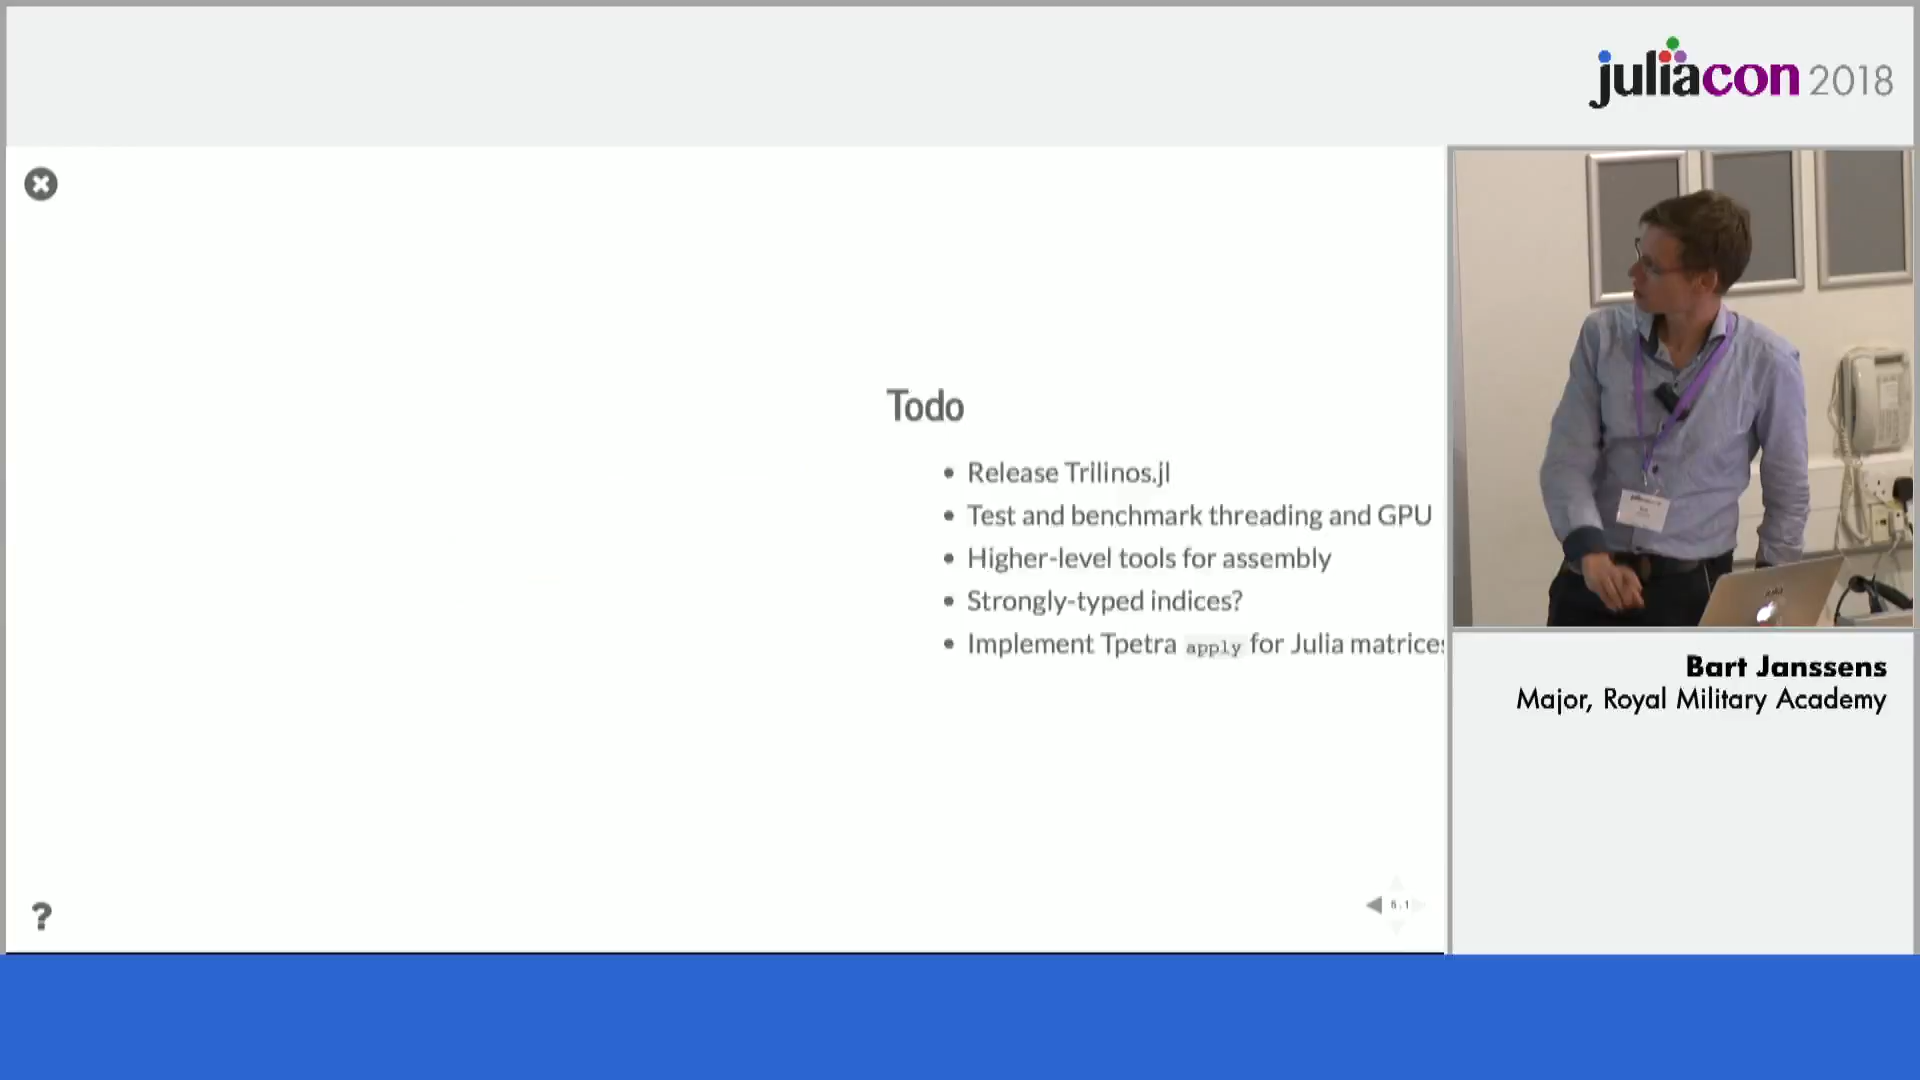 juliacon 2018
Todo
Release Trilinos.jl
Test and benchmark threading and GPU
Higher-level tools for assembly
Strongly-typed indices?
Implement Tpetra apply for Julia matrices
?
Bart Janssens
Major, Royal Military Academy